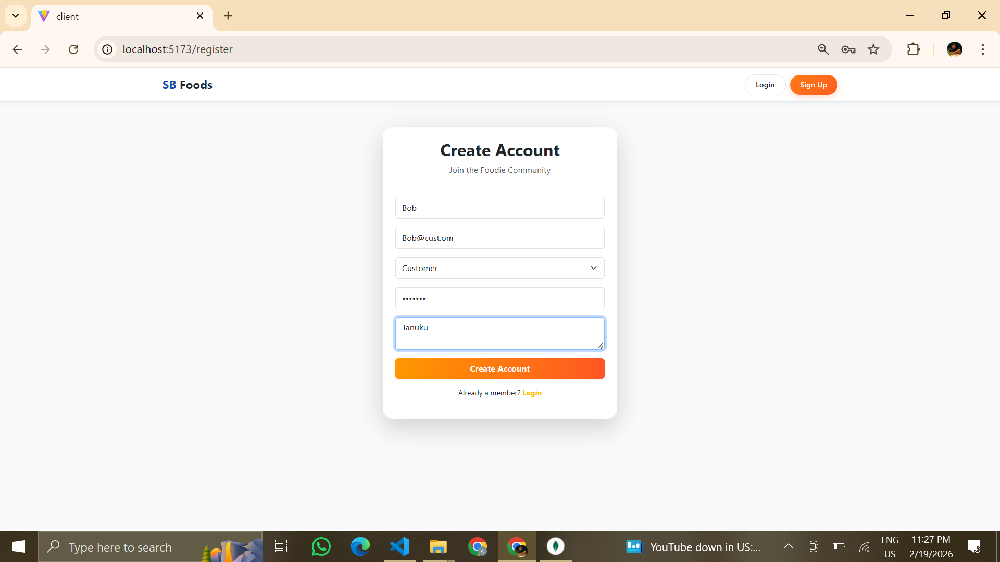 client
localhost:5173/register
SB Foods
Login
Sign Up
Create Account
Join the Foodie Community
Bob
Bob@cust.om
Customer
•••••••
Tanuku
Create Account
Already a member? Login
Type here to search
A
YouTube down in US:...
ENG
US
11:27 PM
2/19/2026